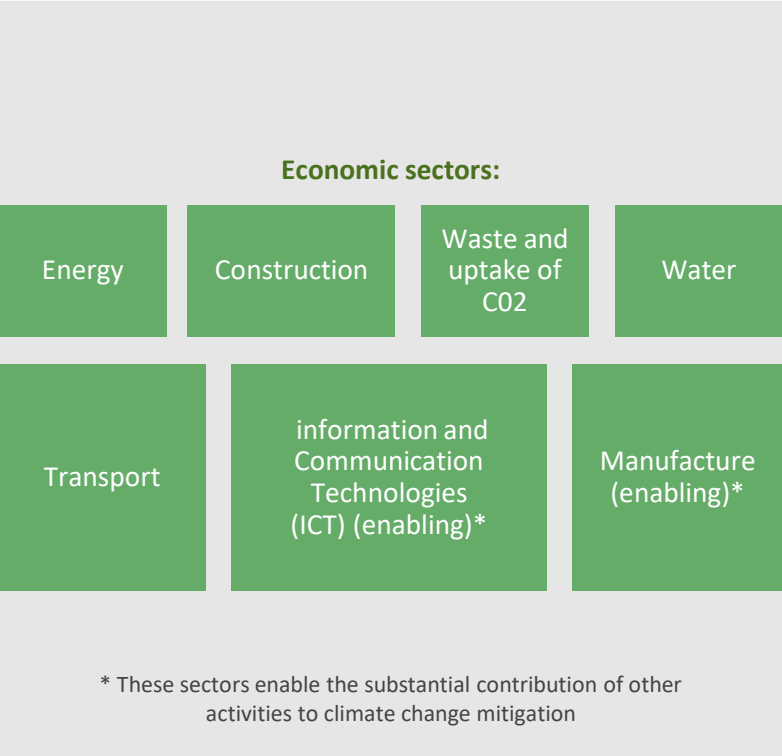 Economic sectors:
Energy
Construction
Waste and
uptake of
C02
Water
Transport
information and
Communication
Technologies
(ICT) (enabling)*
Manufacture
(enabling)*
* These sectors enable the substantial contribution of other
activities to climate change mitigation